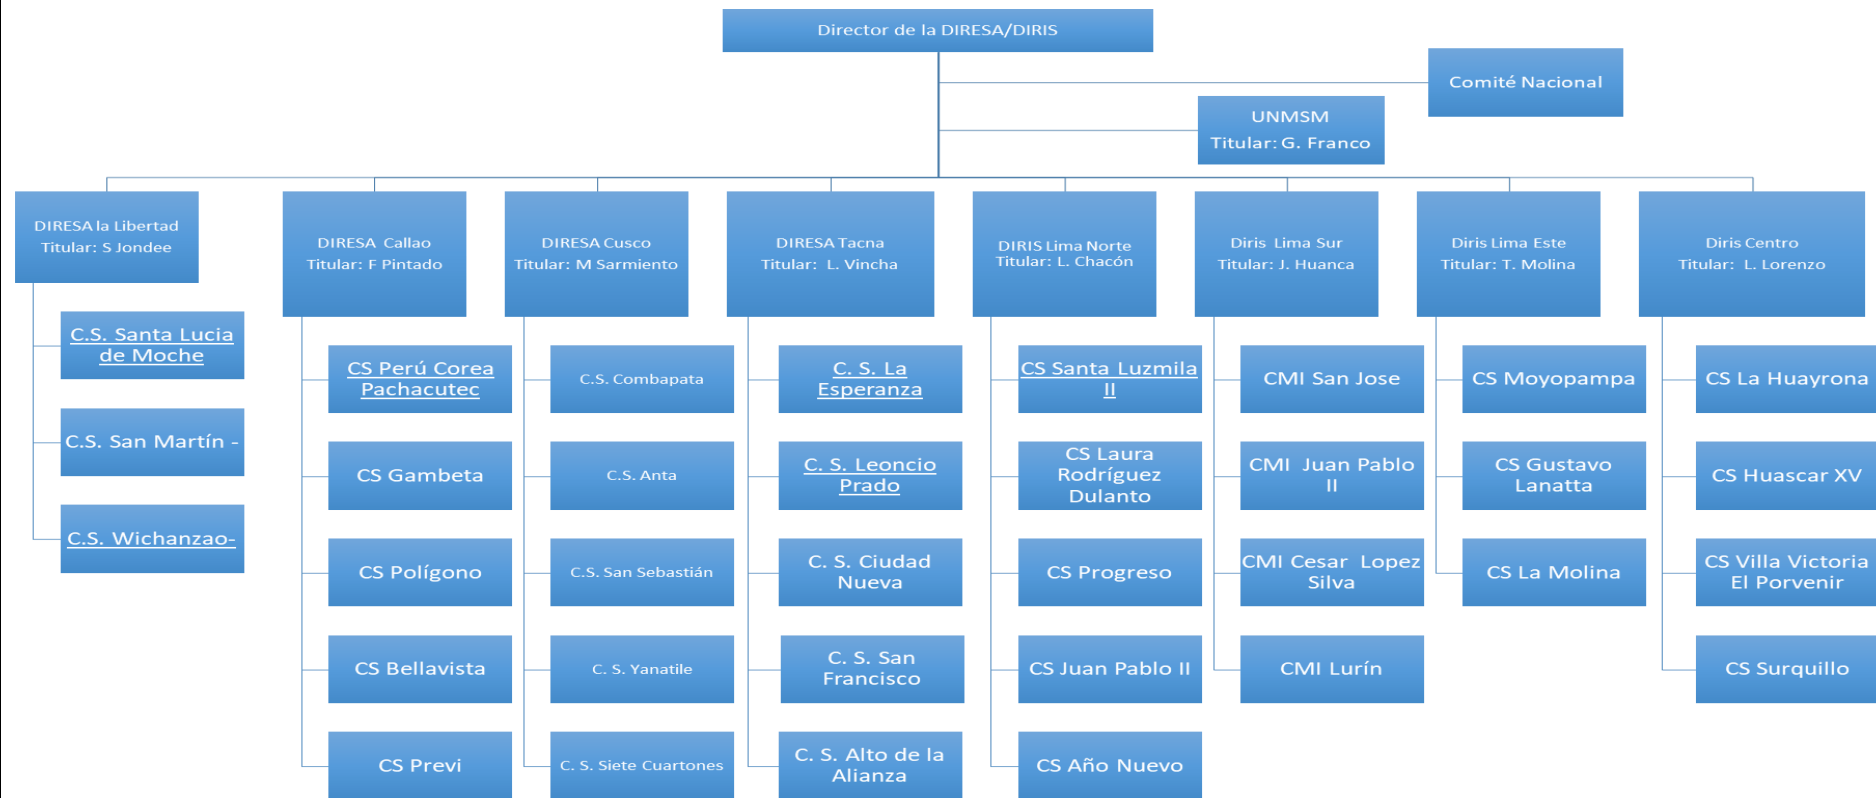 Director de la DIRESA/DIRIS
Comité Nacional
UNMSM
Titular: G. Franco
DIRESA la Libertad
Titular: S Jondee
C.S. Santa Lucia
de Moche
C.S. San Martín -
C.S. Wichanzao-
DIRESA Callao
Titular: F Pintado
CS Perú Corea
Pachacutec
CS Gambeta
CS Polígono
CS Bellavista
CS Previ
DIRESA Cusco
Titular: M Sarmiento
C.S. Combapata
C.S. Anta
C.S. San Sebastián
C. S. Yanatile
C. S. Siete Cuartones
DIRESA Tacna
Titular: L. Vincha
C. S. La
Esperanza
C. S. Leoncio
Prado
C. S. Ciudad
Nueva
C. S. San
Francisco
C. S. Alto de la
Alianza
DIRIS Lima Norte
Titular: L. Chacón
CS Santa Luzmila
II
CS Laura
Rodríguez
Dulanto
CS Progreso
CS Juan Pablo II
CS Año Nuevo
Diris Lima Sur
Titular: J. Huanca
CMI San Jose
CMI Juan Pablo
II
CMI Cesar Lopez
Silva
CMI Lurín
Diris Lima Este
Titular: T. Molina
CS Moyopampa
CS Gustavo
Lanatta
CS La Molina
Diris Centro
Titular: L. Lorenzo
CS La Huayrona
CS Huascar XV
CS Villa Victoria
El Porvenir
CS Surquillo